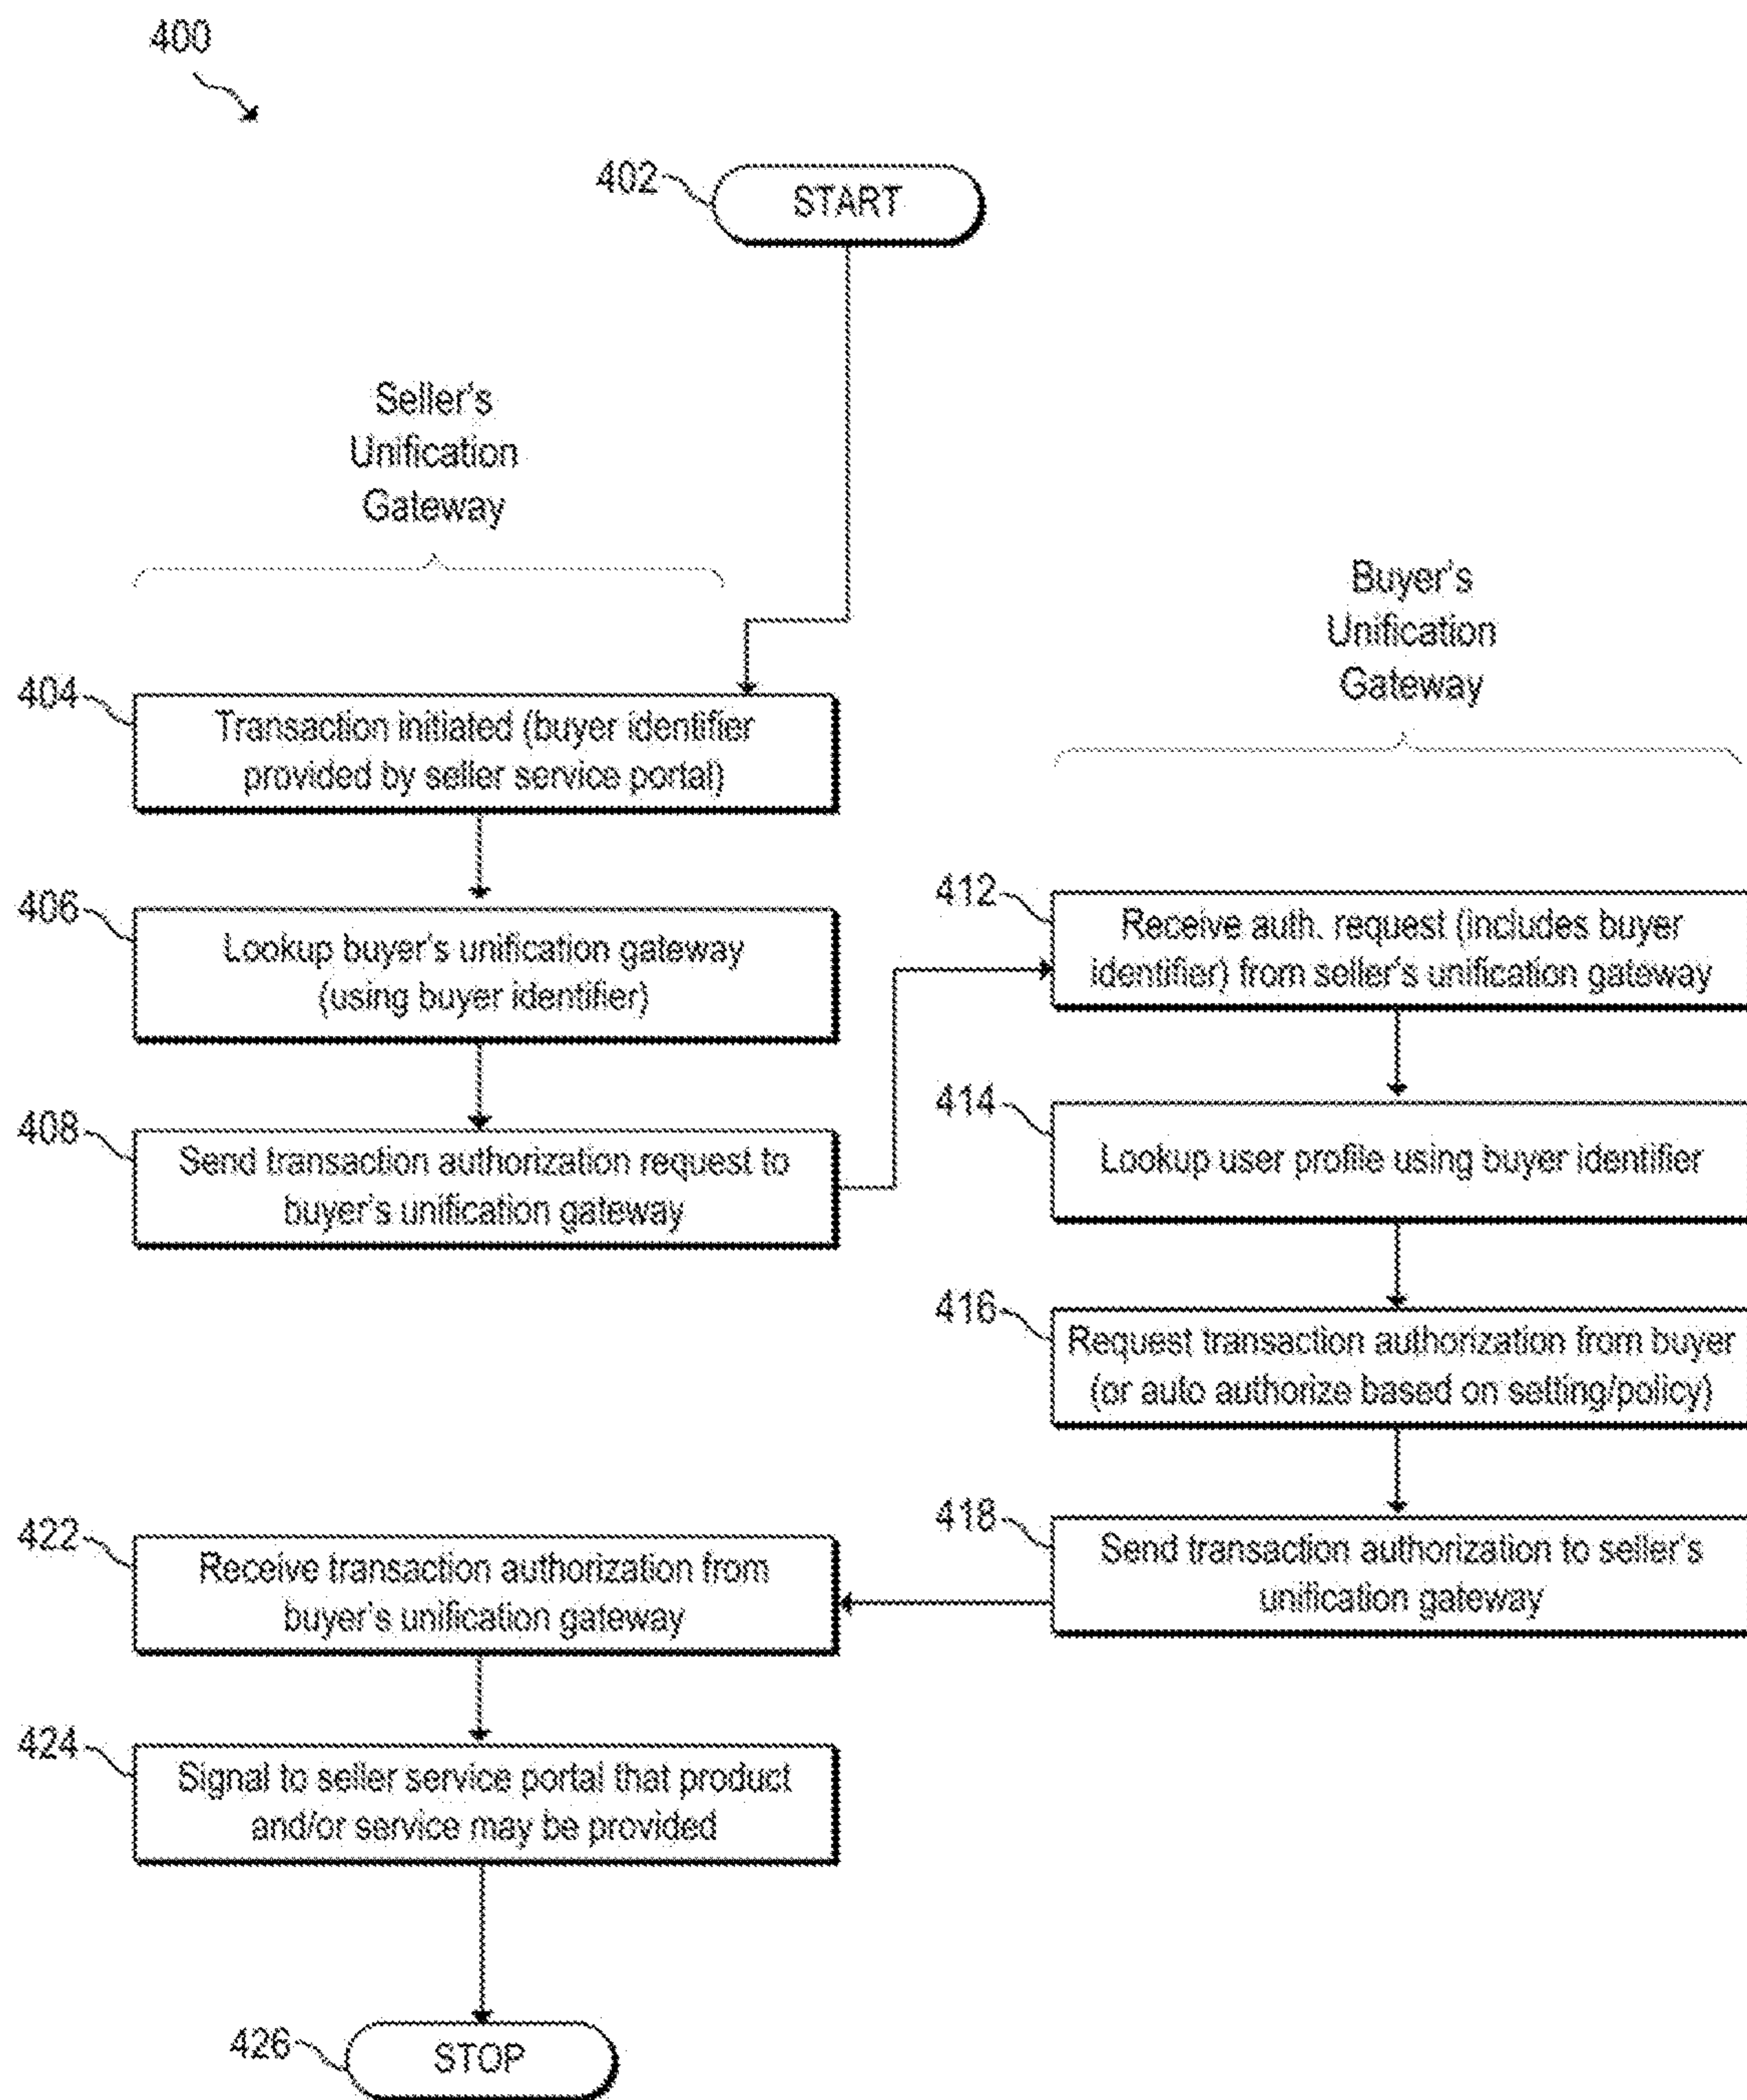 400
402
START
Seller's
Unification
Gateway
404
Transaction initiated (buyer identifier
provided by seller service portal)
406
Lookup buyer's unification gateway
(using buyer identifier)
408
Send transaction authorization request to
buyer's unification gateway
Buyer's
Unification
Gateway
412
Receive auth. request (includes buyer
identifier) from seller's unification gateway
414
Lookup user profile using buyer identifier
416
Request transaction authorization from buyer
(or auto authorize based on setting/policy)
418
Send transaction authorization to seller's
unification gateway
422
Receive transaction authorization from
buyer's unification gateway
424
Signal to seller service portal that product
and/or service may be provided
426
STOP